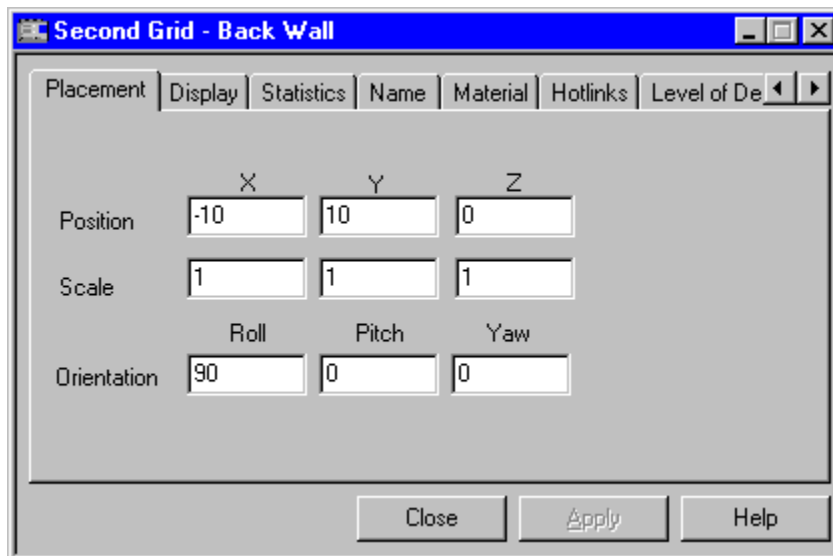 Second Grid - Back Wall
Placement Display Statistics Name Material Hotlinks Level of De
X Y Z
Position -10 10 0
Scale 1 1 1
Roll Pitch Yaw
Orientation 90 0 0
Close Apply Help